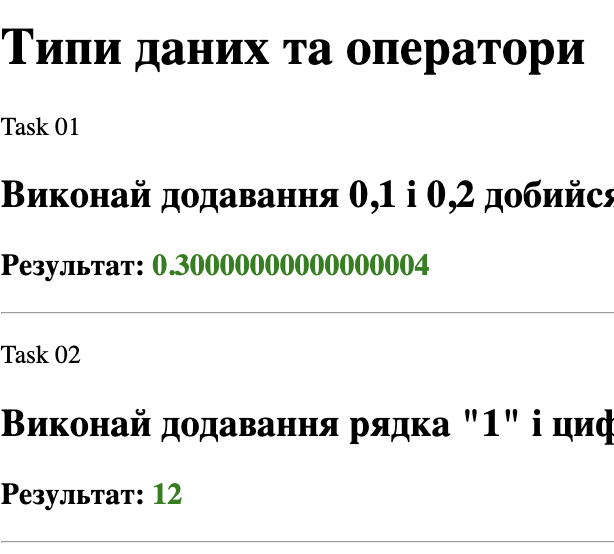 Типи даних та оператори
Task 01
Виконай додавання 0,1 і 0,2 добийся
Результат: 0.30000000000000004
Task 02
Виконай додавання рядка "1" і циф
Результат: 12